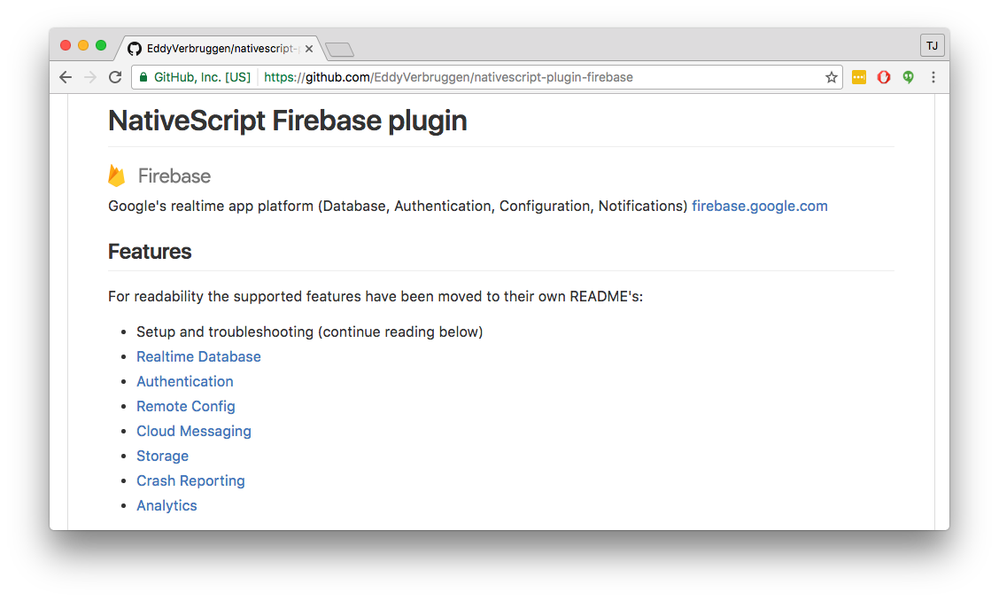 EddyVerbruggen/nativescript-
TJ
GitHub, Inc. [US] https://github.com/EddyVerbruggen/nativescript-plugin-firebase
NativeScript Firebase plugin
Firebase
Google's realtime app platform (Database, Authentication, Configuration, Notifications) firebase.google.com
Features
For readability the supported features have been moved to their own README's:
Setup and troubleshooting (continue reading below)
Realtime Database
Authentication
Remote Config
Cloud Messaging
Storage
Crash Reporting
Analytics